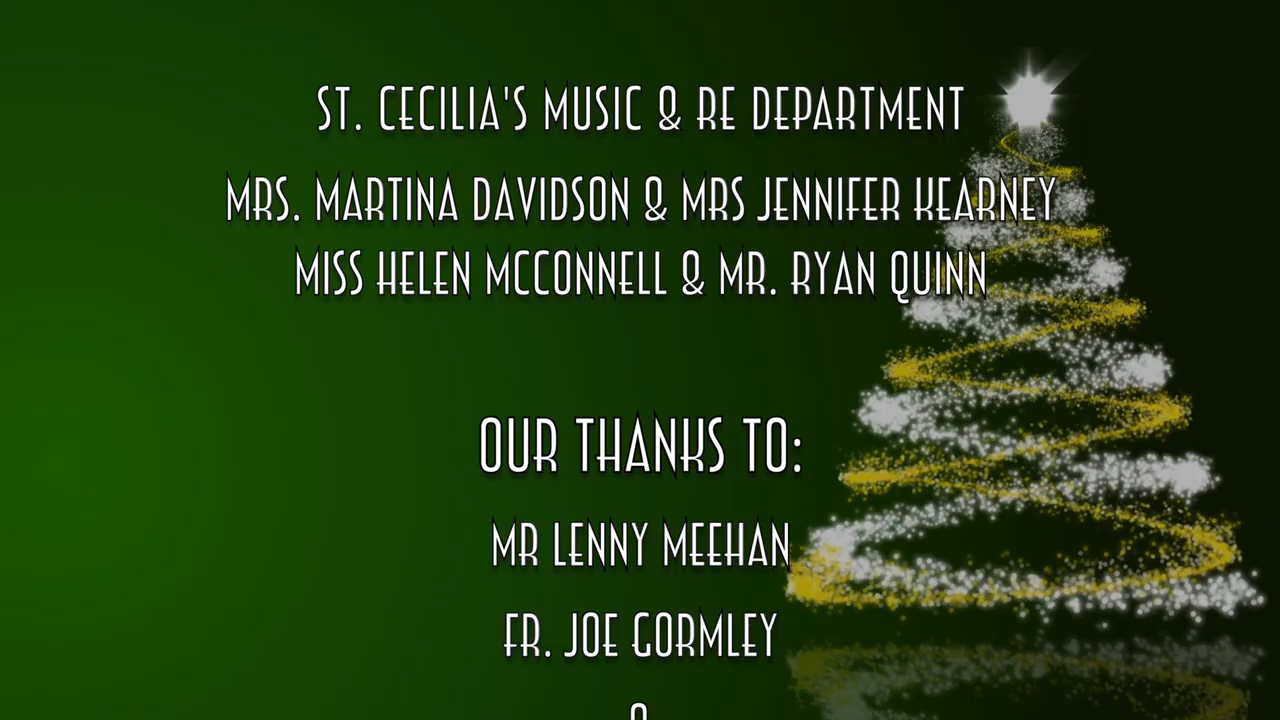 ST. CECILIA'S MUSIC & RE DEPARTMENT
MRS. MARTINA DAVIDSON & MRS JENNIFER KEARNEY
MISS HELEN MCCONNELL & MR. RYAN QUINN
OUR THANKS TO:
MR LENNY MEEHAN
FR. JOE GORMLEY